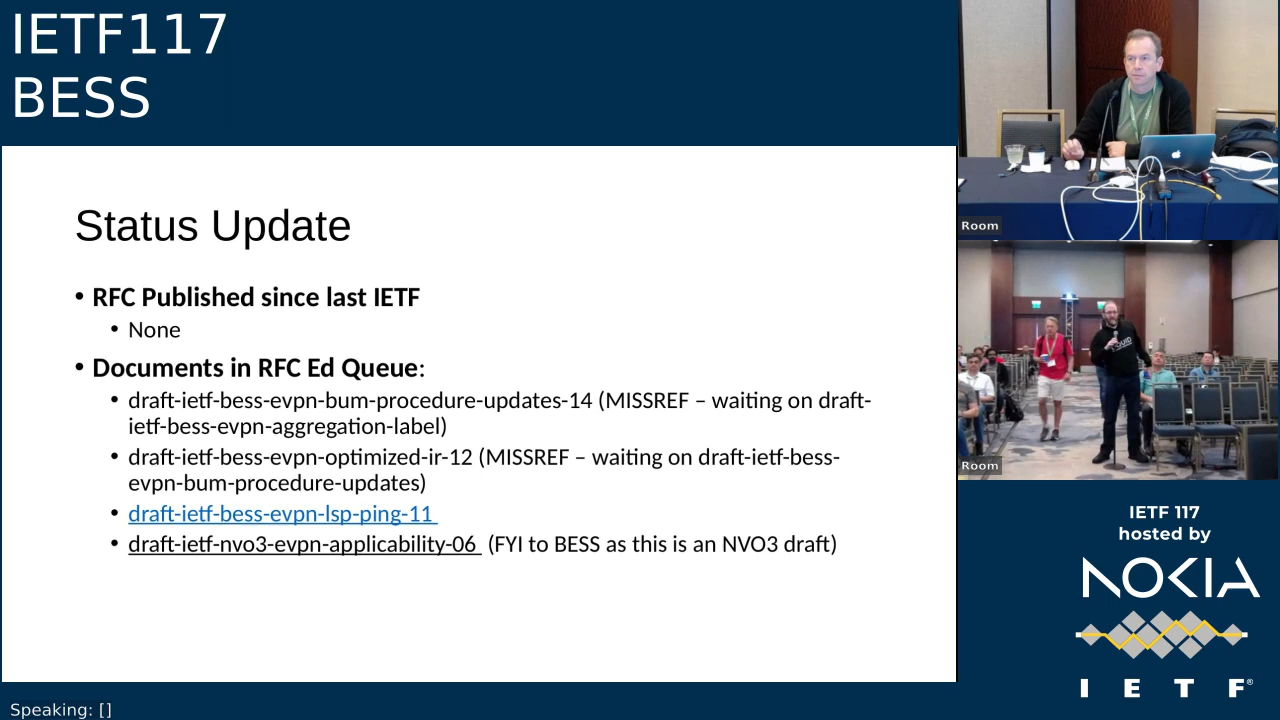 IETF117
BESS
Status Update
• RFC Published since last IETF
• None
• Documents in RFC Ed Queue:
• draft-ietf-bess-evpn-bum-procedure-updates-14 (MISSREF – waiting on draft-
ietf-bess-evpn-aggregation-label)
• draft-ietf-bess-evpn-optimized-ir-12 (MISSREF – waiting on draft-ietf-bess-
evpn-bum-procedure-updates)
• draft-ietf-bess-evpn-lsp-ping-11
• draft-ietf-nvo3-evpn-applicability-06 (FYI to BESS as this is an NVO3 draft)
Room
Room
IETF 117
hosted by
NOKIA
I E T F®
Speaking: []